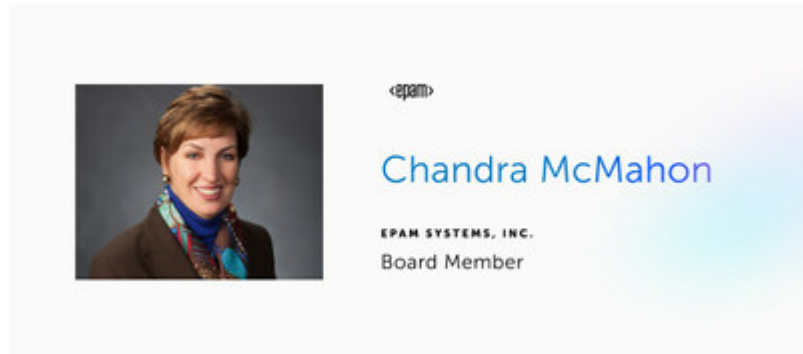 <epam>
Chandra McMahon
EPAM SYSTEMS, INC.
Board Member